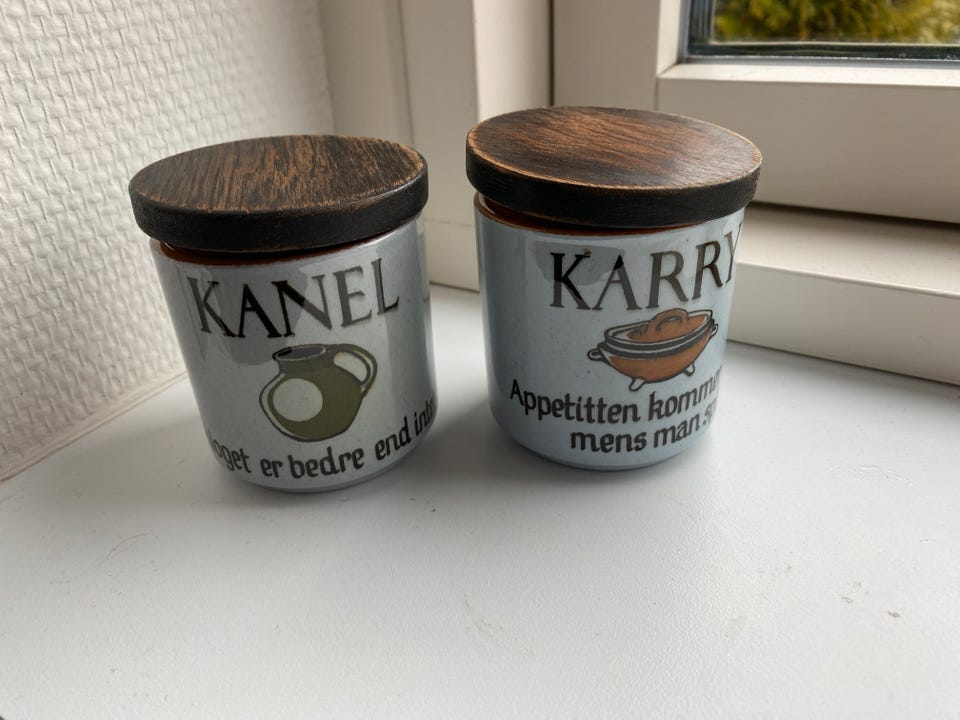 KANEL
er bedre end
KARRY
Appetitten
mens man